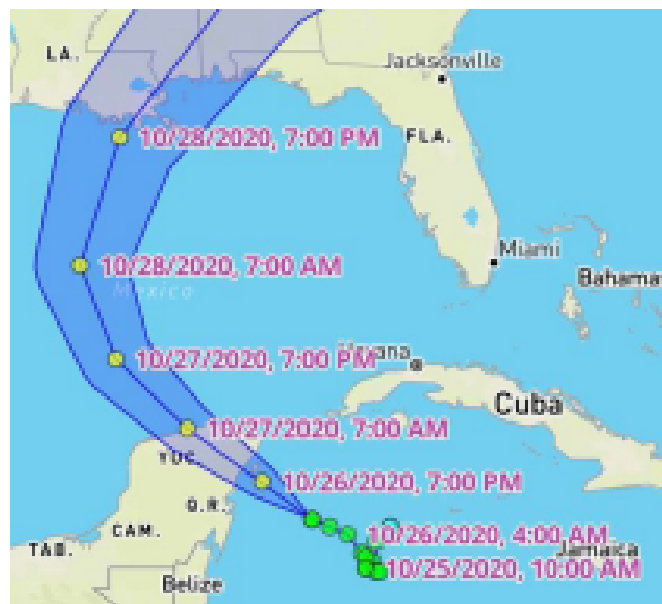 LA.
Jacksonville
10/28/2020, 7:00 PM
FLA.
Miami
10/28/2020, 7:00 AM
Bahama
Mexico
Havana
10/27/2020, 7:00 PM
Cuba
10/27/2020, 7:00 AM
YUC.
10/26/2020, 7:00 PM
Q.R.
CAM.
10/26/2020, 4:00 AM
TAB.
Jamaica
10/25/2020, 10:00 AM
Belize